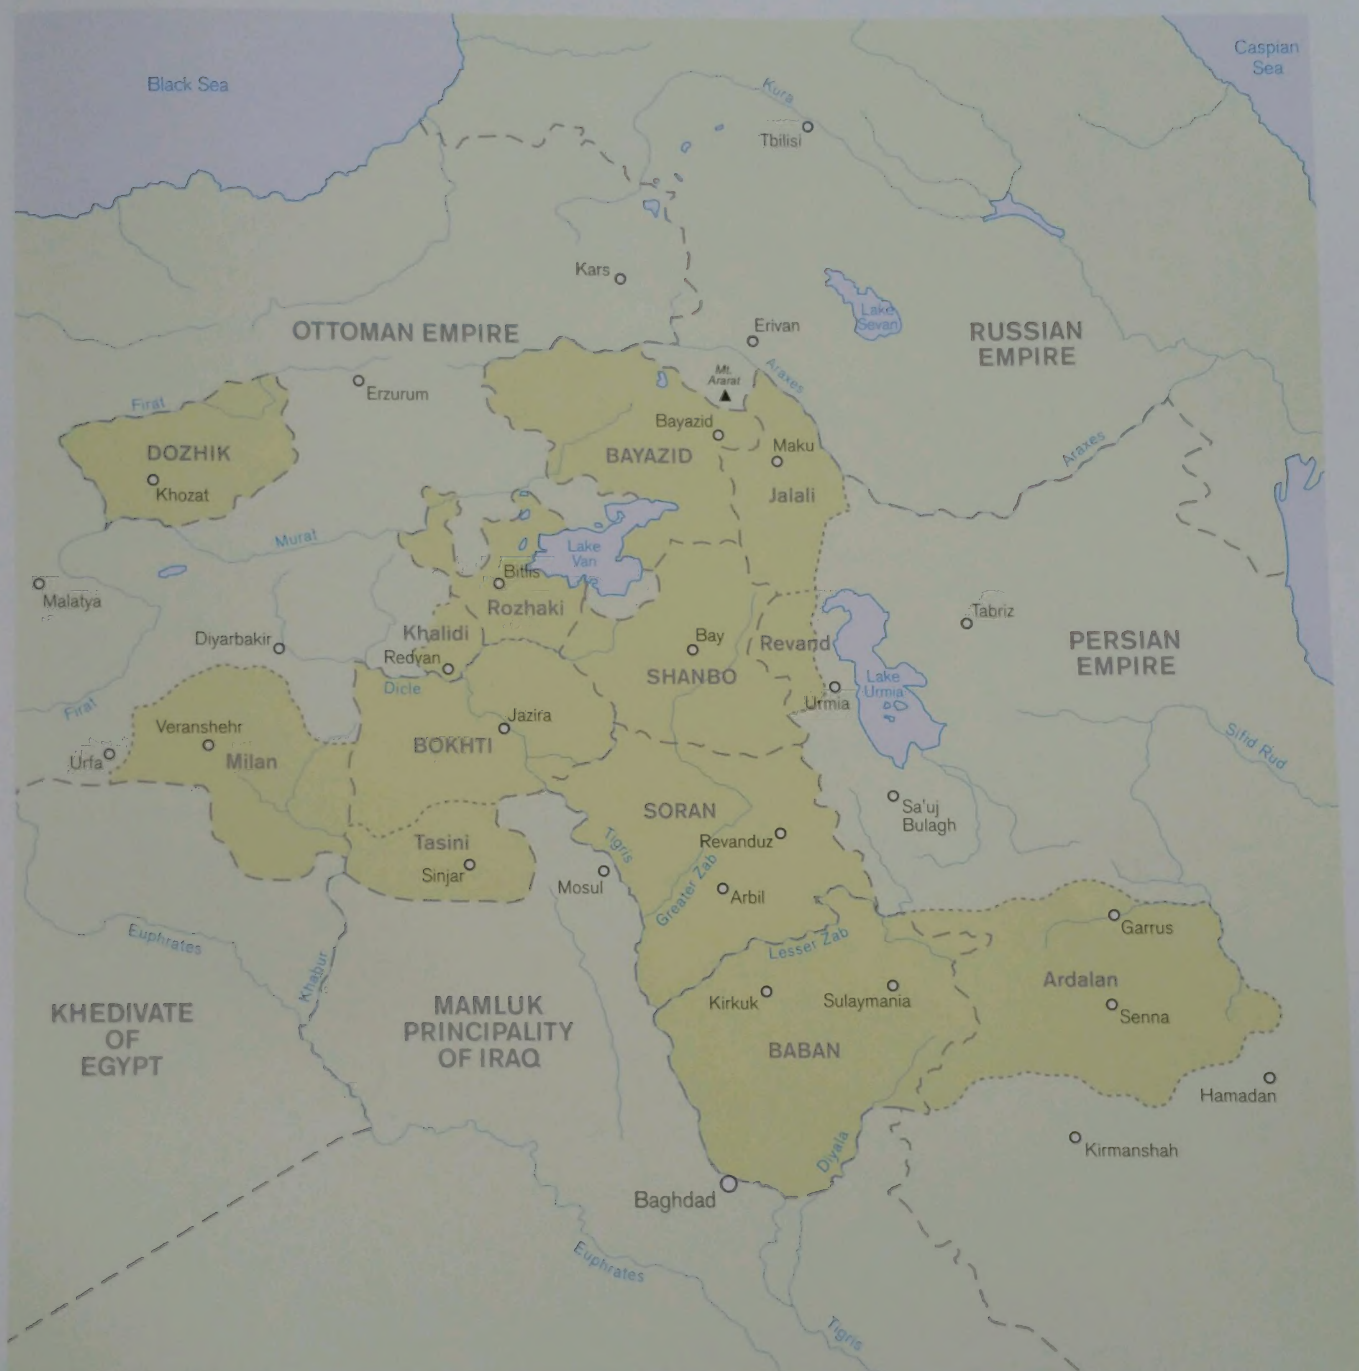 Black Sea
Caspian
Sea
Kura
Tbilisi
Kars
OTTOMAN EMPIRE
Erivan
Lake
Sevan
RUSSIAN
EMPIRE
Mt.
Ararat
Araxes
Erzurum
Firat
Bayazid
DOZHIK
BAYAZID
Maku
Araxes
Khozat
Jalali
Murat
Lake
Van
Bitlis
Malatya
Rozhaki
Tabriz
Diyarbakir
Khalidi
Bay
Revand
PERSIAN
EMPIRE
Redvan
SHANBO
Lake
Urmia
Dicle
Urmia
Firat
Veranshehr
Jazira
Sifid Rud
Urfa
Milan
BOKHTI
SORAN
Sa'uj
Bulagh
Tasini
Revanduz
Tigris
Sinjar
Mosul
Greater Zab
Arbil
Garrus
Euphrates
Lesser Zab
Khabur
Ardalan
KHEDIVATE
OF
EGYPT
MAMLUK
PRINCIPALITY
OF IRAQ
Kirkuk
Sulaymania
Senna
BABAN
Hamadan
Diyala
Kirmanshah
Baghdad
Euphrates
Tigris